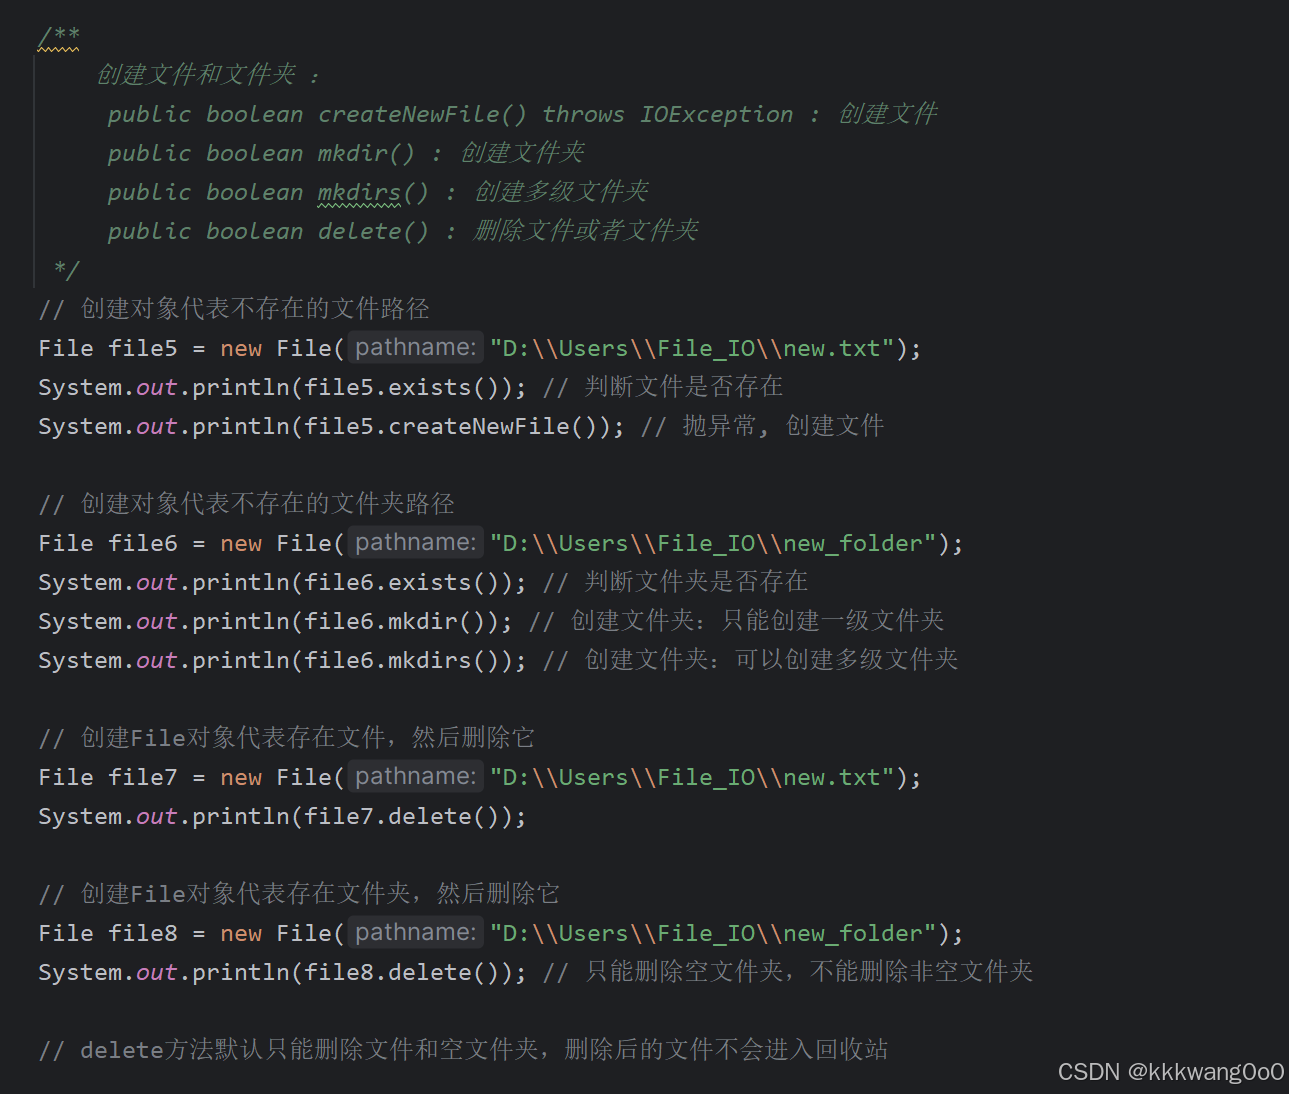 /**
创建文件和文件夹 :
public boolean createNewFile() throws IOException : 创建文件
public boolean mkdir() : 创建文件夹
public boolean mkdirs() : 创建多级文件夹
public boolean delete() : 删除文件或者文件夹
*/
// 创建对象代表不存在的文件路径
File file5 = new File( pathname: "D:\\Users\\File_IO\\new.txt");
System.out.println(file5.exists()); // 判断文件是否存在
System.out.println(file5.createNewFile()); // 抛异常, 创建文件
// 创建对象代表不存在的文件夹路径
File file6 = new File( pathname: "D:\\Users\\File_IO\\new_folder");
System.out.println(file6.exists()); // 判断文件夹是否存在
System.out.println(file6.mkdir()); // 创建文件夹：只能创建一级文件夹
System.out.println(file6.mkdirs()); // 创建文件夹：可以创建多级文件夹
// 创建File对象代表存在文件，然后删除它
File file7 = new File( pathname: "D:\\Users\\File_IO\\new.txt");
System.out.println(file7.delete());
// 创建File对象代表存在文件夹，然后删除它
File file8 = new File( pathname: "D:\\Users\\File_IO\\new_folder");
System.out.println(file8.delete()); // 只能删除空文件夹，不能删除非空文件夹
// delete方法默认只能删除文件和空文件夹，删除后的文件不会进入回收站
CSDN @kkkwang0o0